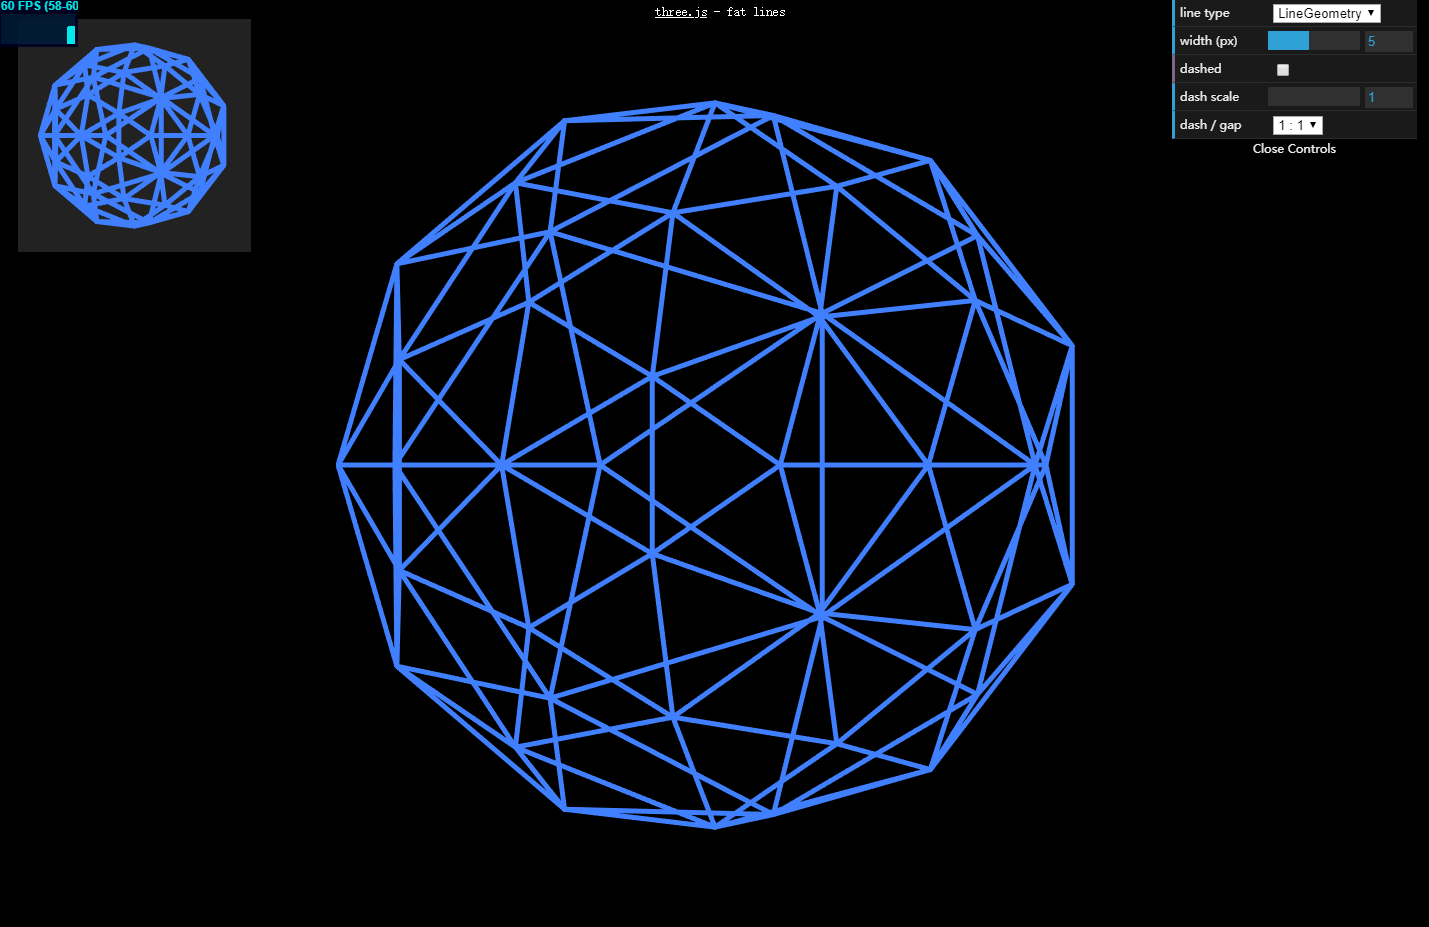 60 FPS (58-60
three.js - fat lines
line type LineGeometry
width (px) 5
dashed
dash scale 1
dash / gap 1 : 1
Close Controls